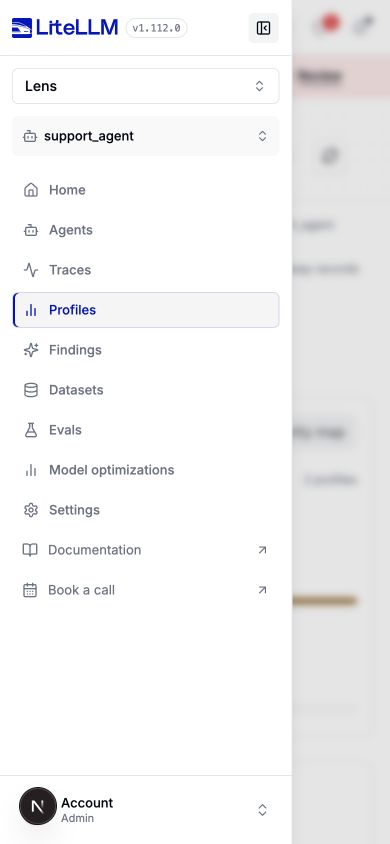 LiteLLM v1.112.0
Lens
support_agent
Home
Agents
Traces
Profiles
Findings
Datasets
Evals
Model optimizations
Settings
Documentation
Book a call
N Account
Admin